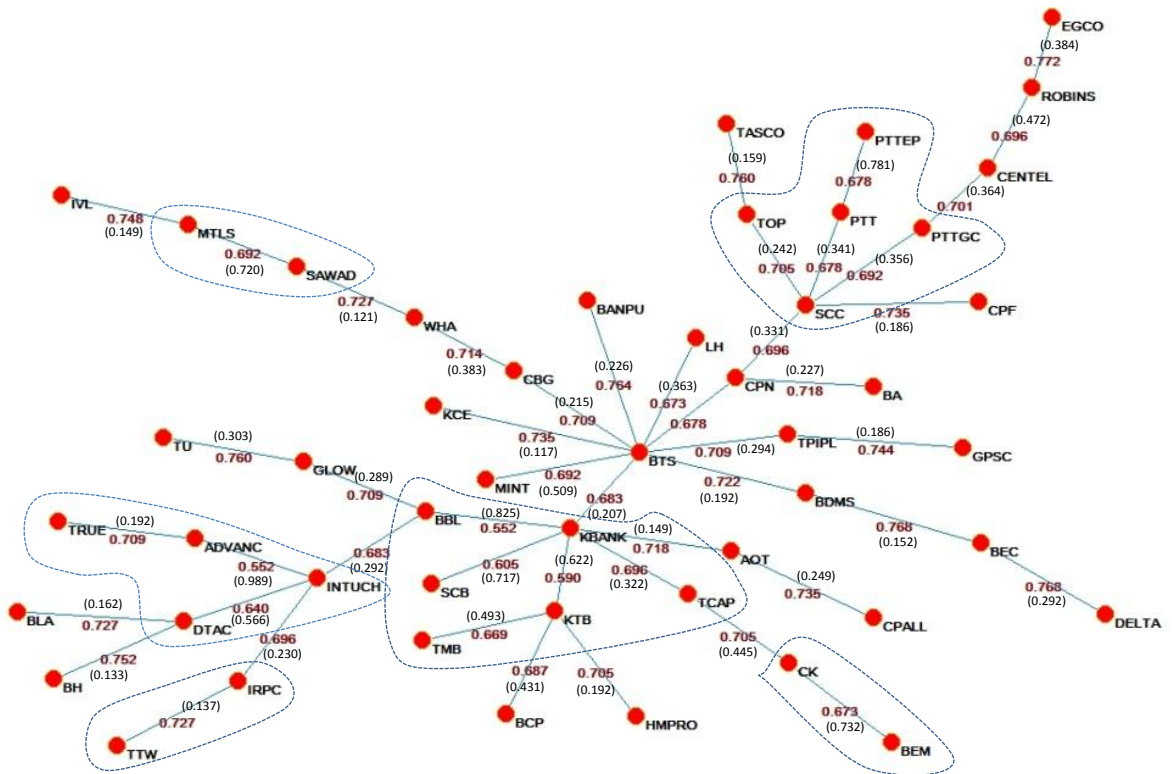 EGCO
(0.384)
0.772
ROBINS
(0.472)
0.696
TASCO
PTTEP
(0.159)
(0.781)
CENTEL
0.760
0.678
(0.364)
IVL
0.701
0.748
(0.149)
MTLS
TOP
PTT
PTTGC
0.692
(0.720)
(0.242)
(0.341)
(0.356)
SAWAD
0.705
0.678
0.692
0.727
(0.121)
BANPU
SCC
0.735
(0.186)
CPF
WHA
(0.331)
0.696
LH
0.714
(0.383)
(0.226)
0.764
(0.363)
0.673
CPN
(0.227)
0.718
BA
CBG
(0.215)
0.709
KCE
0.735
(0.117)
0.678
TU
(0.303)
0.760
BTS
0.709
(0.294)
TPIPL
(0.186)
0.744
GPSC
GLOW
(0.289)
0.709
MINT
0.692
(0.509)
0.722
(0.192)
0.683
(0.207)
BDMS
0.768
(0.152)
BBL
(0.825)
0.552
KBANK
(0.149)
0.718
TRUE
(0.192)
0.709
ADVANC
0.552
(0.989)
0.683
(0.292)
BEC
0.768
(0.292)
AOT
(0.249)
0.735
INTUCH
0.605
(0.717)
(0.622)
0.590
0.696
(0.322)
SCB
TCAP
BLA
(0.162)
0.727
0.640
(0.566)
DTAC
(0.493)
0.669
KTB
CPALL
DELTA
TMB
0.696
(0.230)
0.752
(0.133)
0.705
(0.445)
BH
IRPC
0.687
(0.431)
0.705
(0.192)
CK
(0.137)
0.727
0.673
(0.732)
BCP
HMPRO
TTW
BEM